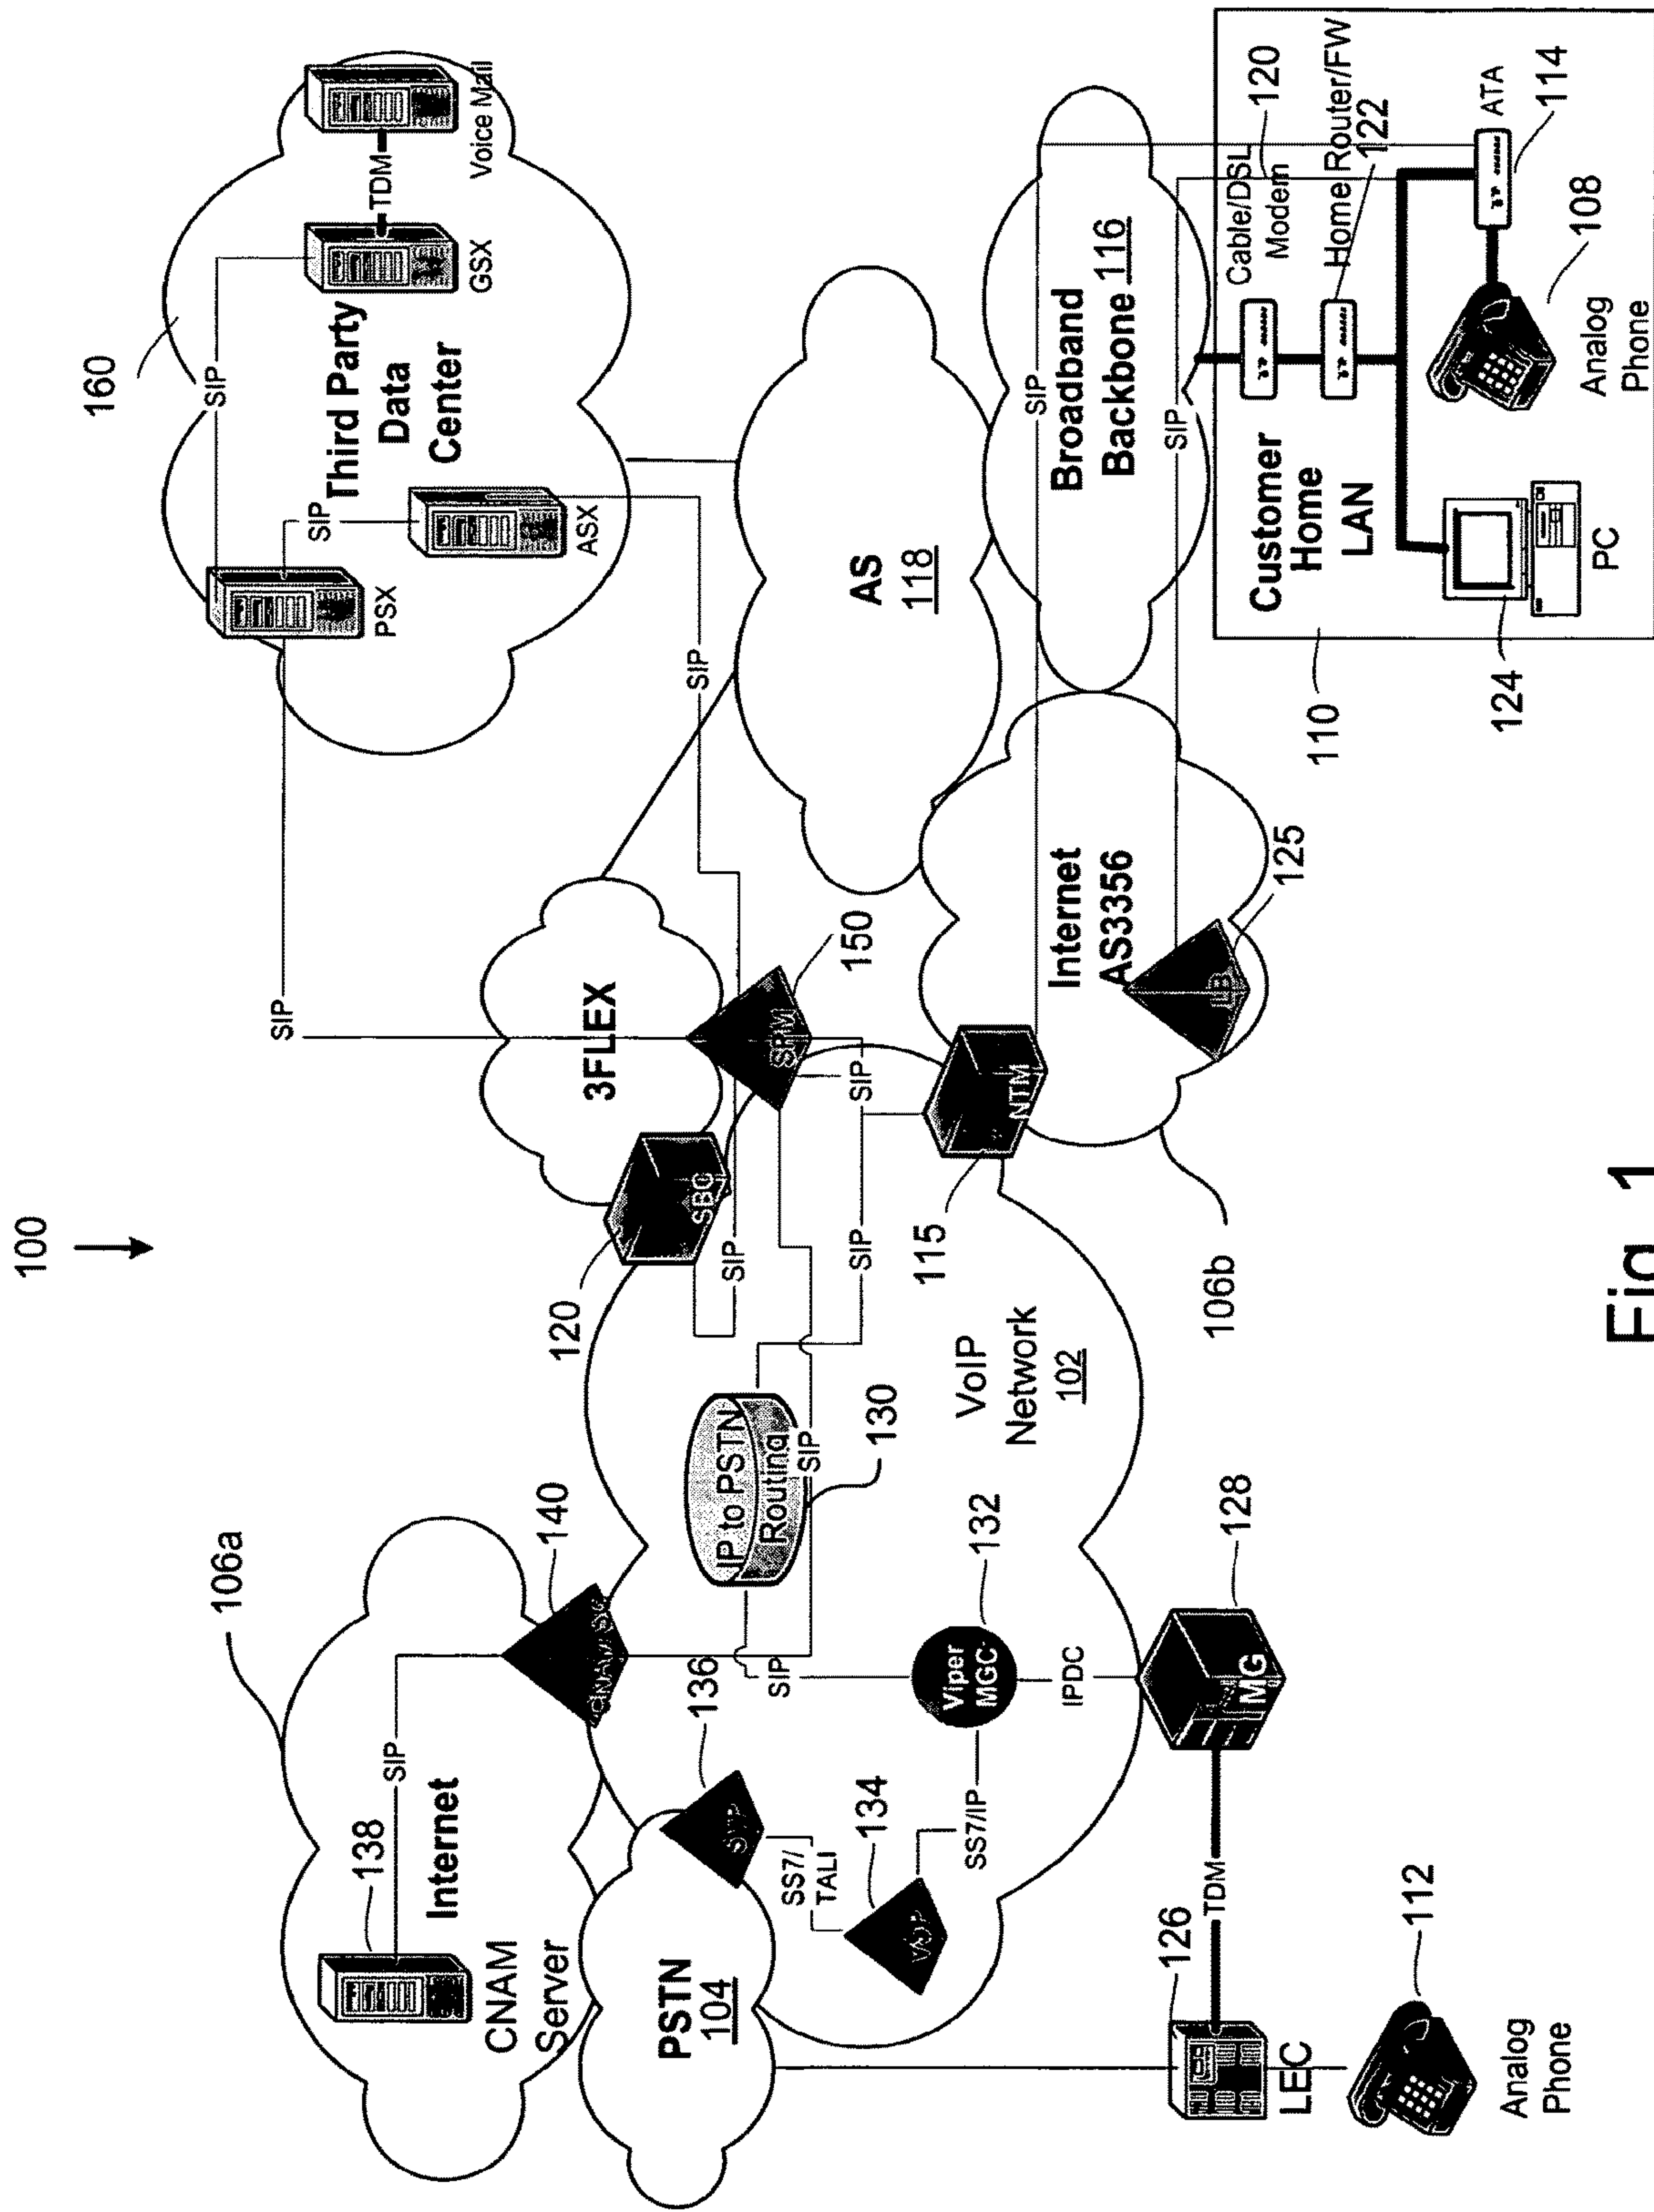 100
106a
138
Internet
CNAM
Server
SIP
140
CNAM/SG
PSTN
104
136
SS7/
TALI
134
SS7/IP
SIP
Viper
MGC
132
IPDC
MG
128
TDM
126
LEC
112
Analog
Phone
IP to PSTN
Routing
SIP
130
VoIP
Network
102
120
SBC
SIP
SIP
SIP
115
NTM
106b
3FLEX
SPM
150
SIP
SIP
160
Third Party
Data
Center
PSX
SIP
SIP
ASX
GSX
TDM
Voice Mail
AS
118
Internet
AS3356
LB
125
Broadband
Backbone 116
SIP
SIP
110
Customer
Home
LAN
Cable/DSL
Modem
120
Home Router/FW
122
ATA
114
108
Analog
Phone
124
PC
Fig. 1